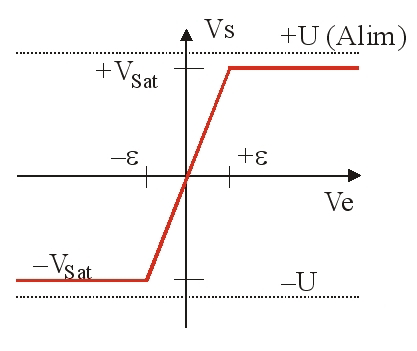 Vs
+U (Alim)
+VSat
–ε
+ε
Ve
–VSat
–U